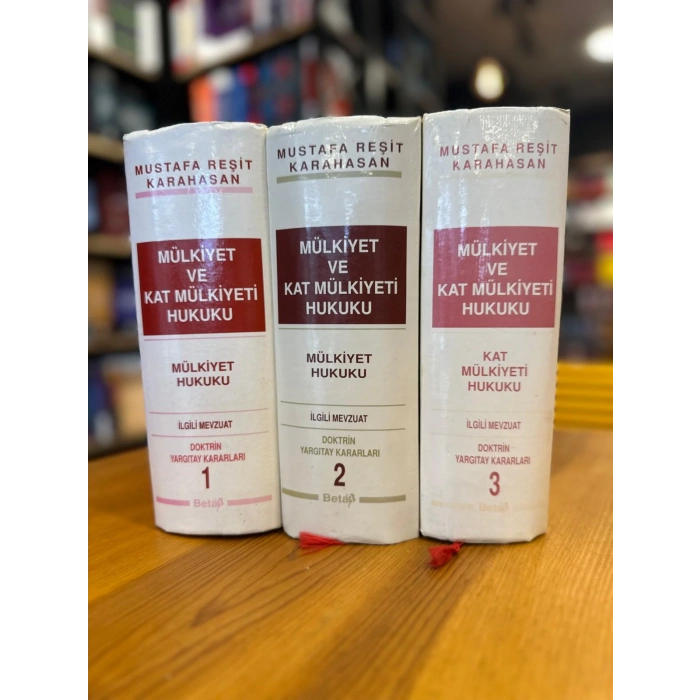 MUSTAFA REŞİT
KARAHASAN
MÜLKİYET
VE
KAT MÜLKİYETİ
HUKUKU
MÜLKİYET
HUKUKU
İLGİLİ MEVZUAT
DOKTRİN
YARGITAY KARARLARI
1
Beta
MUSTAFA REŞİT
KARAHASAN
MÜLKİYET
VE
KAT MÜLKİYETİ
HUKUKU
MÜLKİYET
HUKUKU
İLGİLİ MEVZUAT
DOKTRİN
YARGITAY KARARLARI
2
Beta
MUSTAFA REŞİT
KARAHASAN
MÜLKİYET
VE
KAT MÜLKİYETİ
HUKUKU
KAT
MÜLKİYETİ
HUKUKU
İLGİLİ MEVZUAT
DOKTRİN
YARGITAY KARARLARI
3
Beta